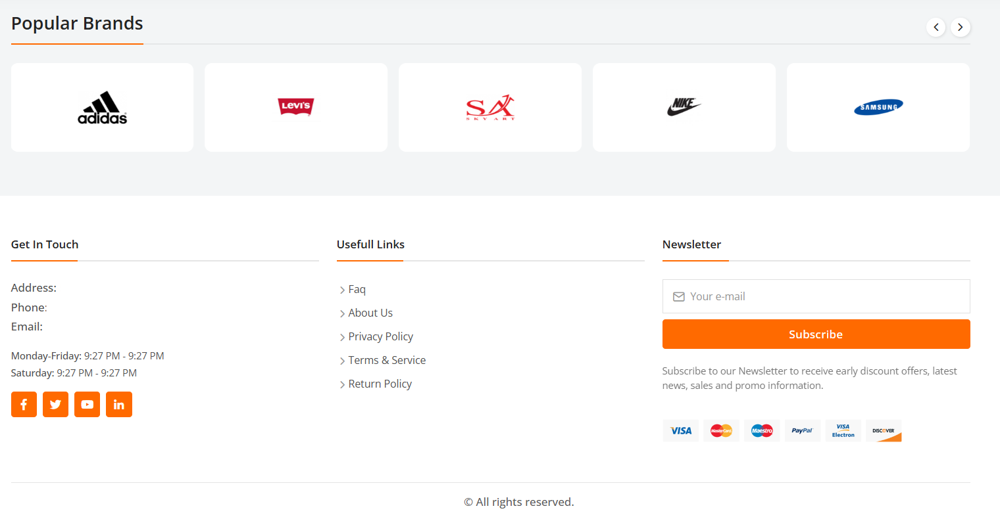 Popular Brands
adidas
LEVI'S
SA
SKY ART
NIKE
SAMSUNG
Get In Touch
Address:
Phone:
Email:
Monday-Friday: 9:27 PM - 9:27 PM
Saturday: 9:27 PM - 9:27 PM
Usefull Links
Faq
About Us
Privacy Policy
Terms & Service
Return Policy
Newsletter
Your e-mail
Subscribe
Subscribe to our Newsletter to receive early discount offers, latest
news, sales and promo information.
VISA
MasterCard
Maestro
PayPal
VISA
Electron
DISCOVER
© All rights reserved.